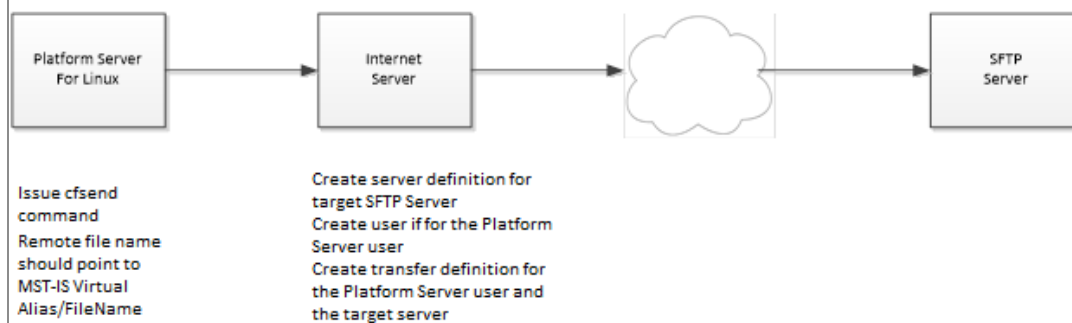 Platform Server
For Linux
Internet
Server
SFTP
Server
Issue cfsend
command
Remote file name
should point to
MST-IS Virtual
Alias/FileName
Create server definition for
target SFTP Server
Create user if for the Platform
Server user
Create transfer definition for
the Platform Server user and
the target server